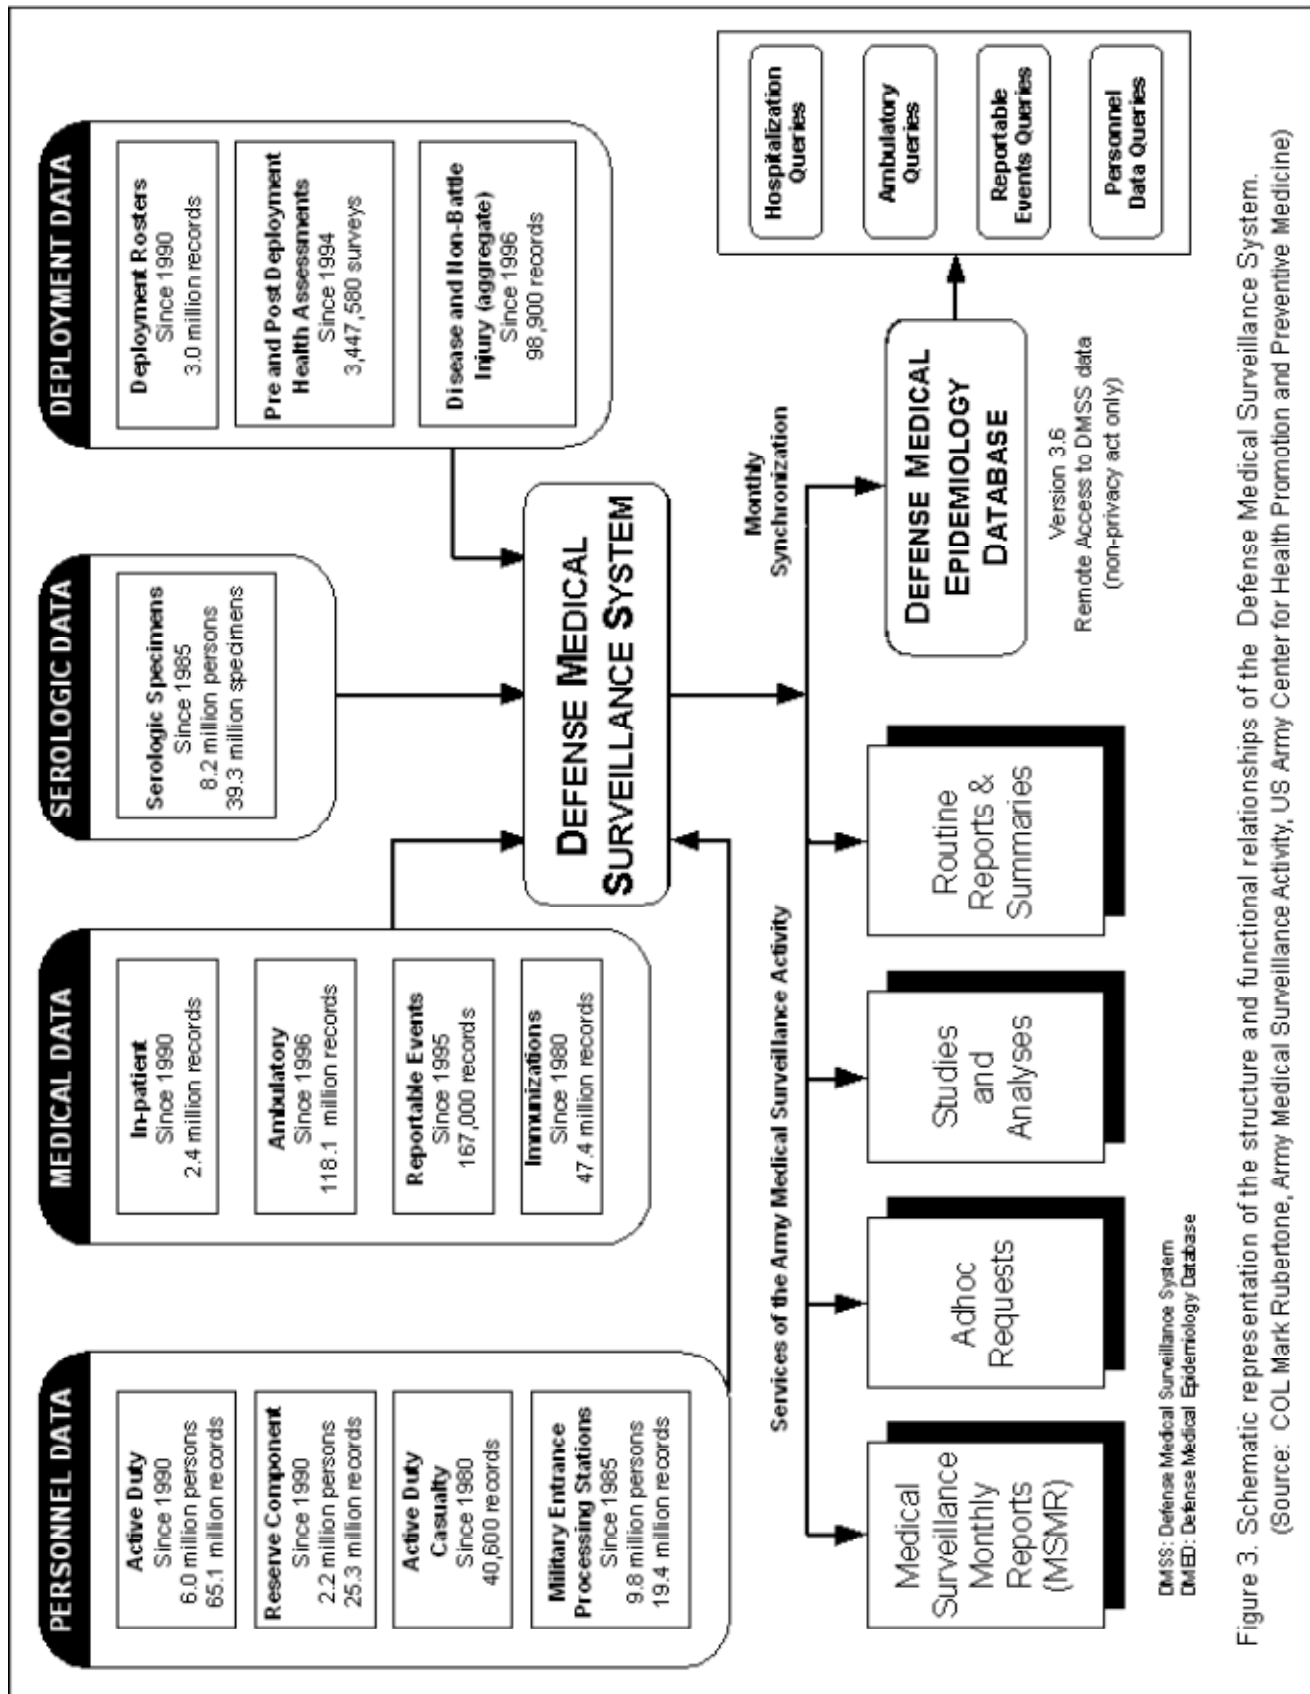 PERSONNEL DATA
Active Duty
Since 1990
6.0 million persons
65.1 million records
Reserve Component
Since 1990
2.2 million persons
25.3 million records
Active Duty
Casualty
Since 1980
40,600 records
Military Entrance
Processing Stations
Since 1985
9.8 million persons
19.4 million records
MEDICAL DATA
In-patient
Since 1990
2.4 million records
Ambulatory
Since 1996
118.1 million records
Reportable Events
Since 1995
167,000 records
Immunizations
Since 1980
47.4 million records
SEROLOGIC DATA
Serologic Specimens
Since 1985
8.2 million persons
39.3 million specimens
DEPLOYMENT DATA
Deployment Rosters
Since 1990
3.0 million records
Pre and Post Deployment
Health Assessments
Since 1994
3,447,580 surveys
Disease and Non-Battle
Injury (aggregate)
Since 1996
98,900 records
DEFENSE MEDICAL
SURVEILLANCE SYSTEM
Services of the Army Medical Surveillance Activity
Monthly
Synchronization
Medical
Surveillance
Monthly
Reports
(MSMR)
Adhoc
Requests
Studies
and
Analyses
Routine
Reports &
Summaries
DEFENSE MEDICAL
EPIDEMIOLOGY
DATABASE
Version 3.6
Remote Access to DMSS data
(non-privacy act only)
Hospitalization
Queries
Ambulatory
Queries
Reportable
Events Queries
Personnel
Data Queries
DMSS: Defense Medical Surveillance System
DMED: Defense Medical Epidemiology Database
Figure 3. Schematic representation of the structure and functional relationships of the Defense Medical Surveillance System.
(Source: COL Mark Rubertone, Army Medical Surveillance Activity, US Army Center for Health Promotion and Preventive Medicine)